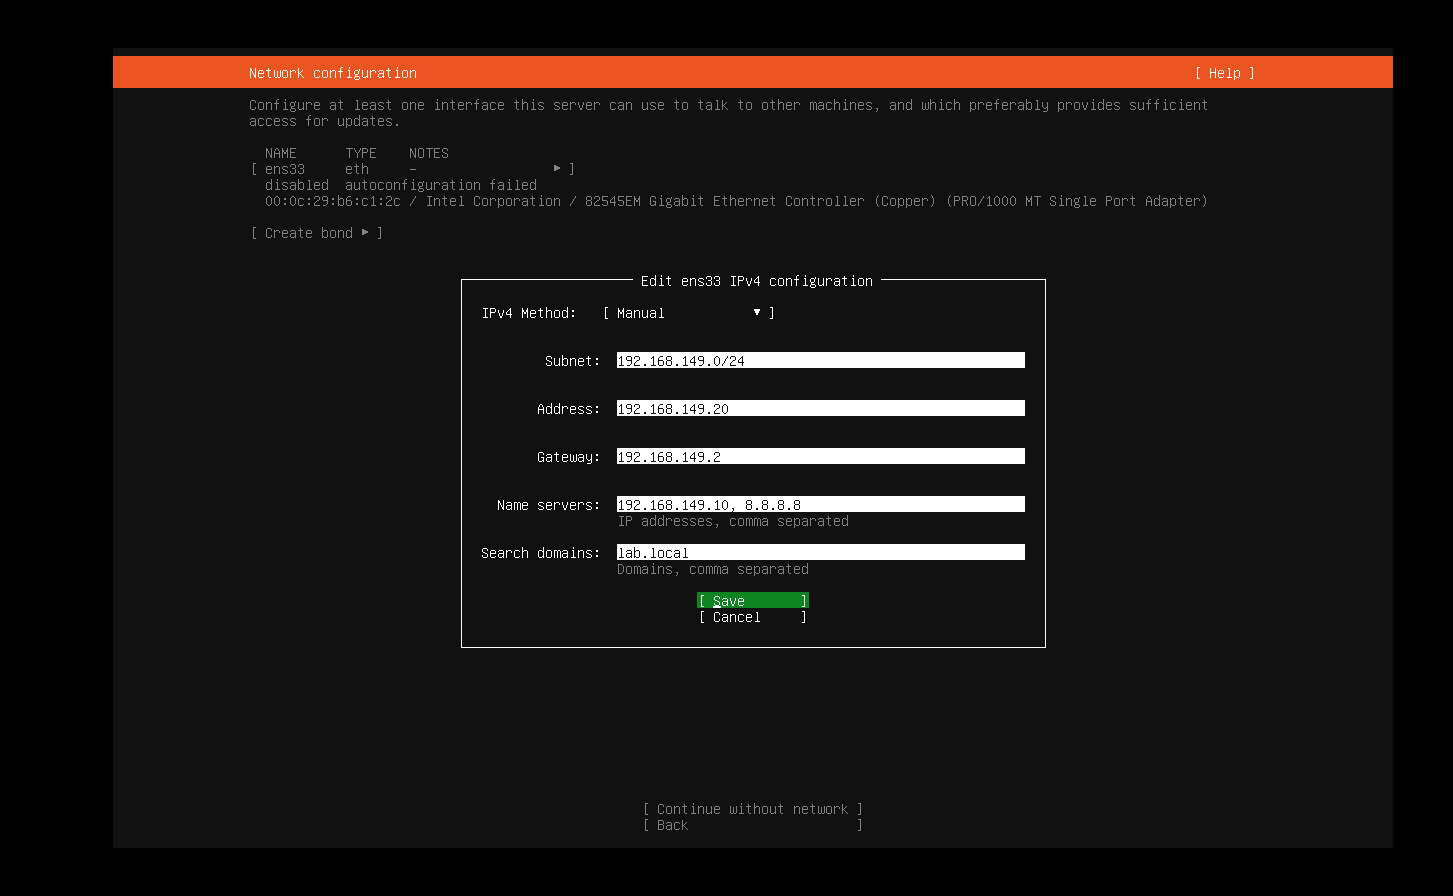 Network configuration [ Help ]
Configure at least one interface this server can use to talk to other machines, and which preferably provides sufficient
access for updates.
NAME TYPE NOTES
[ ens33 eth – ▸ ]
disabled autoconfiguration failed
00:0c:29:b6:c1:2c / Intel Corporation / 82545EM Gigabit Ethernet Controller (Copper) (PRO/1000 MT Single Port Adapter)
[ Create bond ▸ ]
Edit ens33 IPv4 configuration
IPv4 Method: [ Manual ▾ ]
Subnet: 192.168.149.0/24
Address: 192.168.149.20
Gateway: 192.168.149.2
Name servers: 192.168.149.10, 8.8.8.8
IP addresses, comma separated
Search domains: lab.local
Domains, comma separated
[ Save ]
[ Cancel ]
[ Continue without network ]
[ Back ]